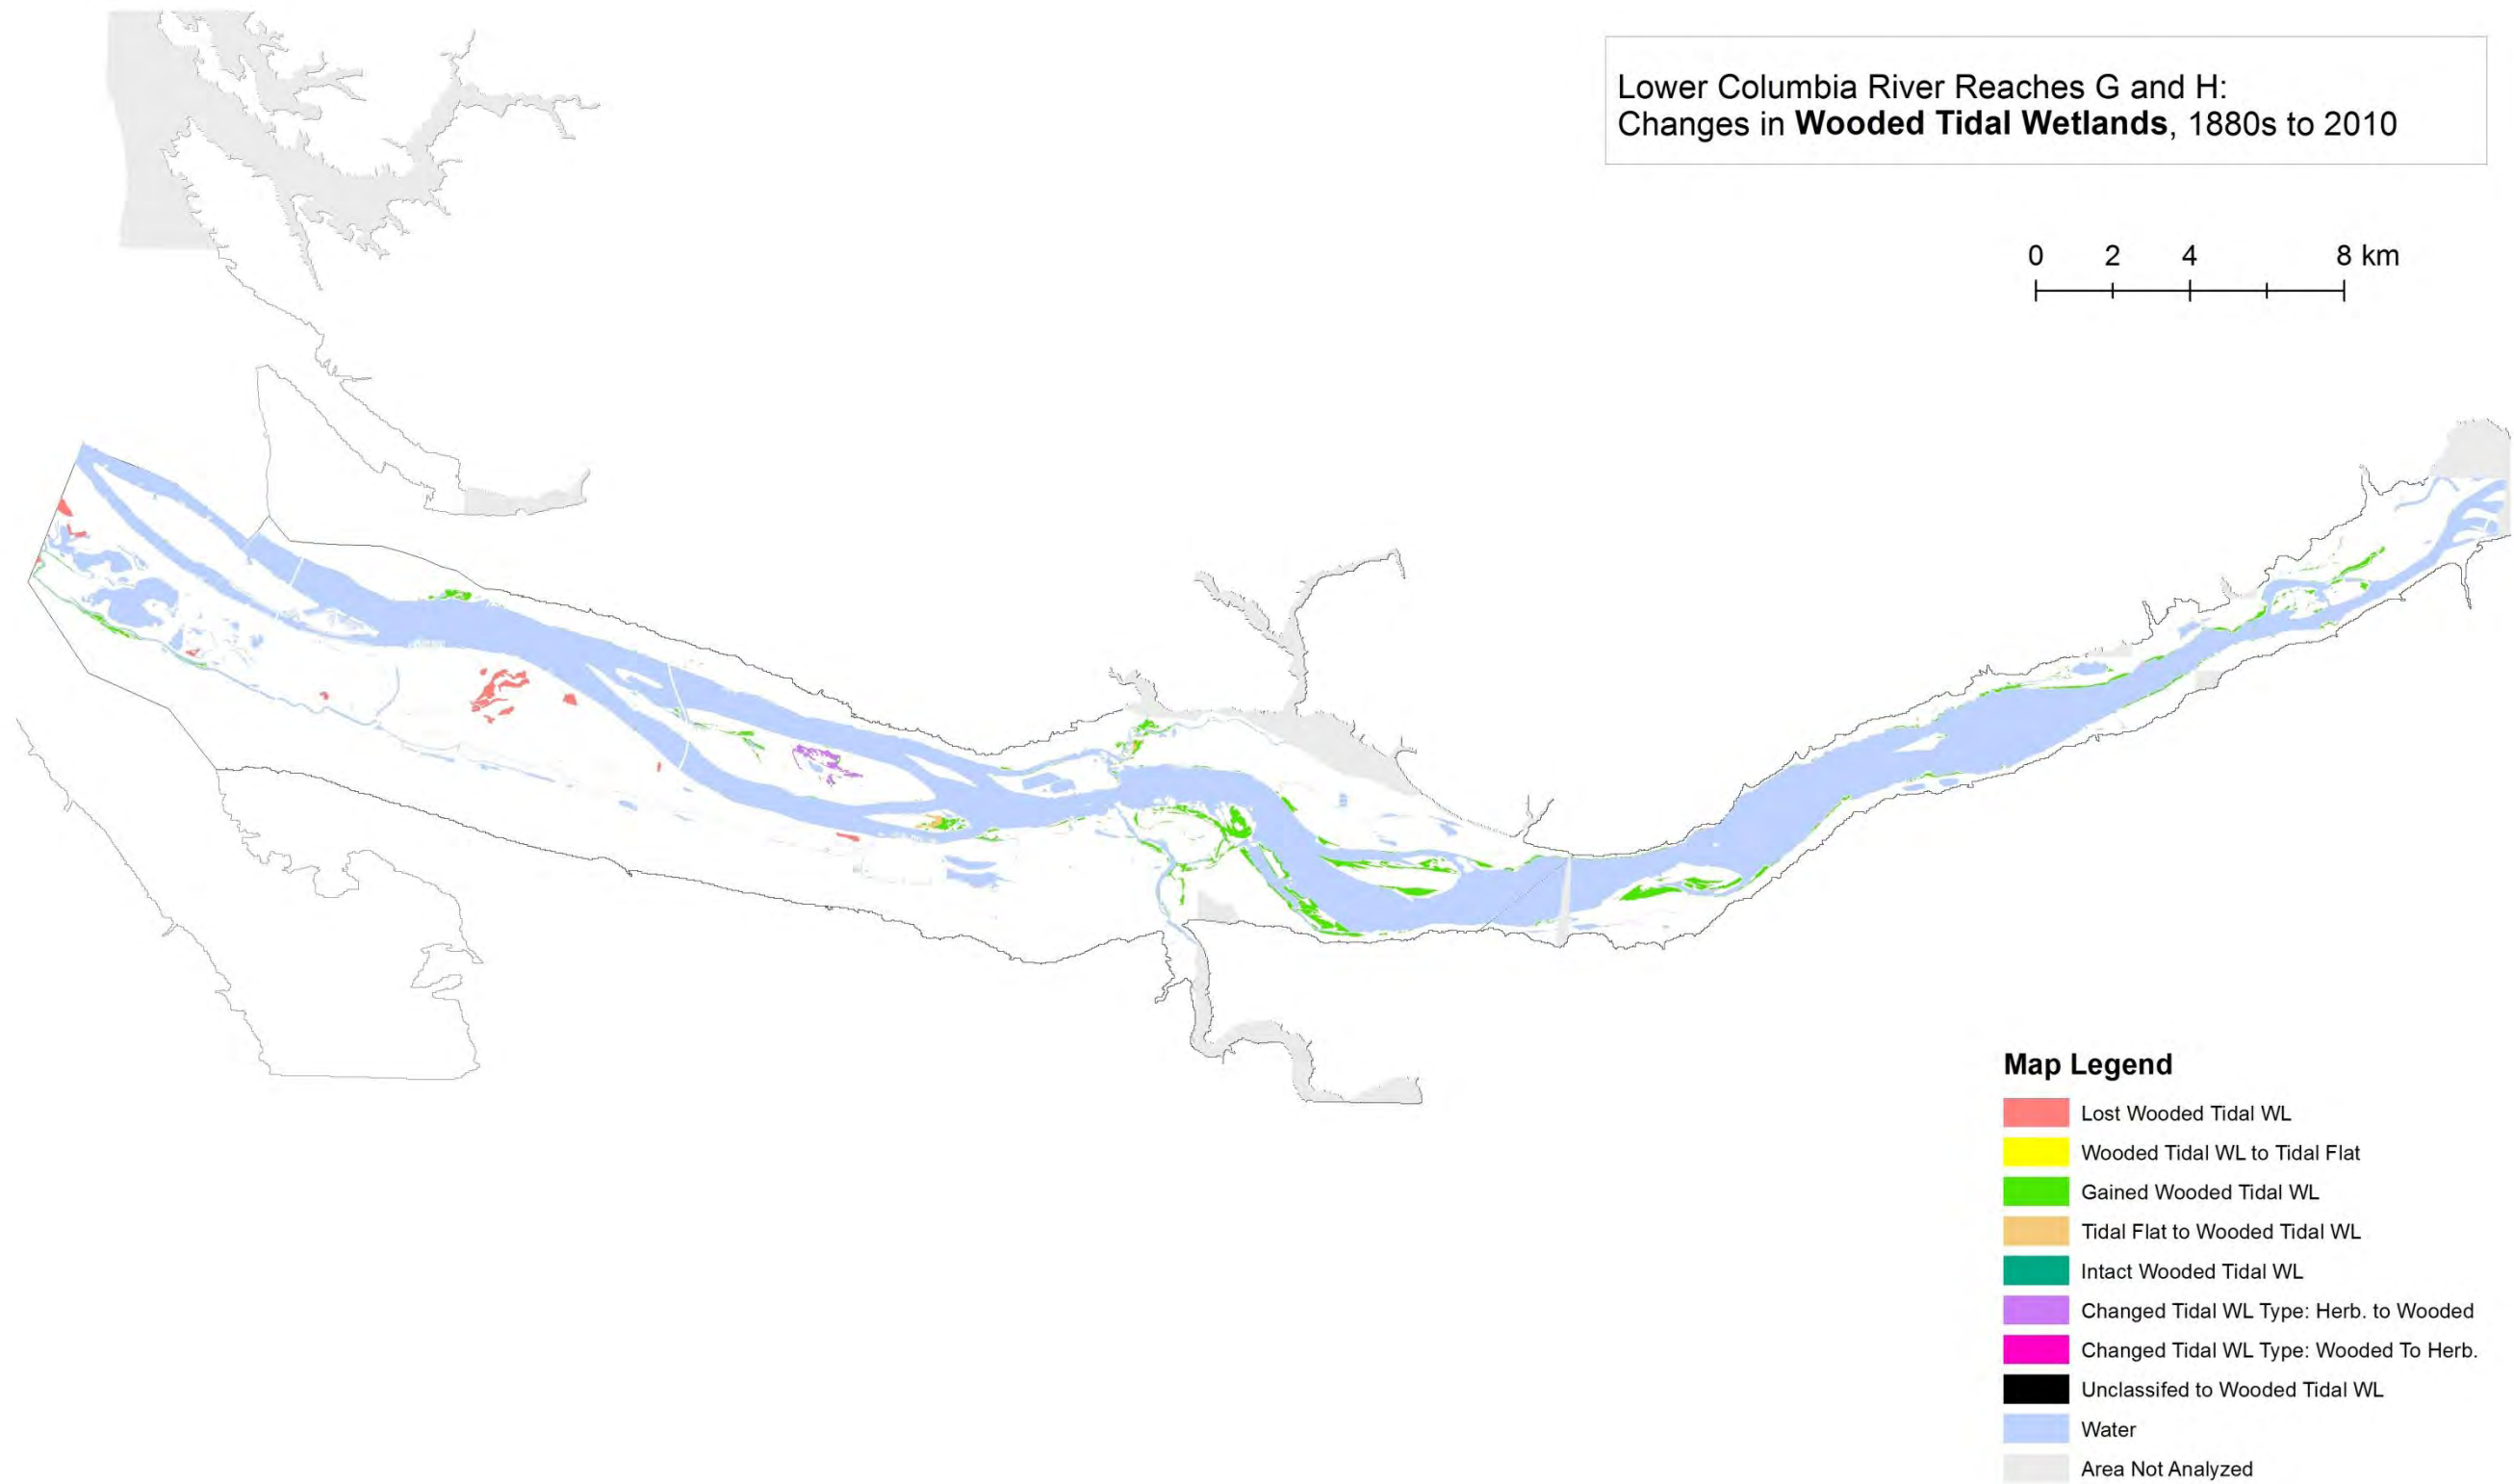 Lower Columbia River Reaches G and H:
Changes in Wooded Tidal Wetlands, 1880s to 2010
0 2 4 8 km
Map Legend
Lost Wooded Tidal WL
Wooded Tidal WL to Tidal Flat
Gained Wooded Tidal WL
Tidal Flat to Wooded Tidal WL
Intact Wooded Tidal WL
Changed Tidal WL Type: Herb. to Wooded
Changed Tidal WL Type: Wooded To Herb.
Unclassifed to Wooded Tidal WL
Water
Area Not Analyzed